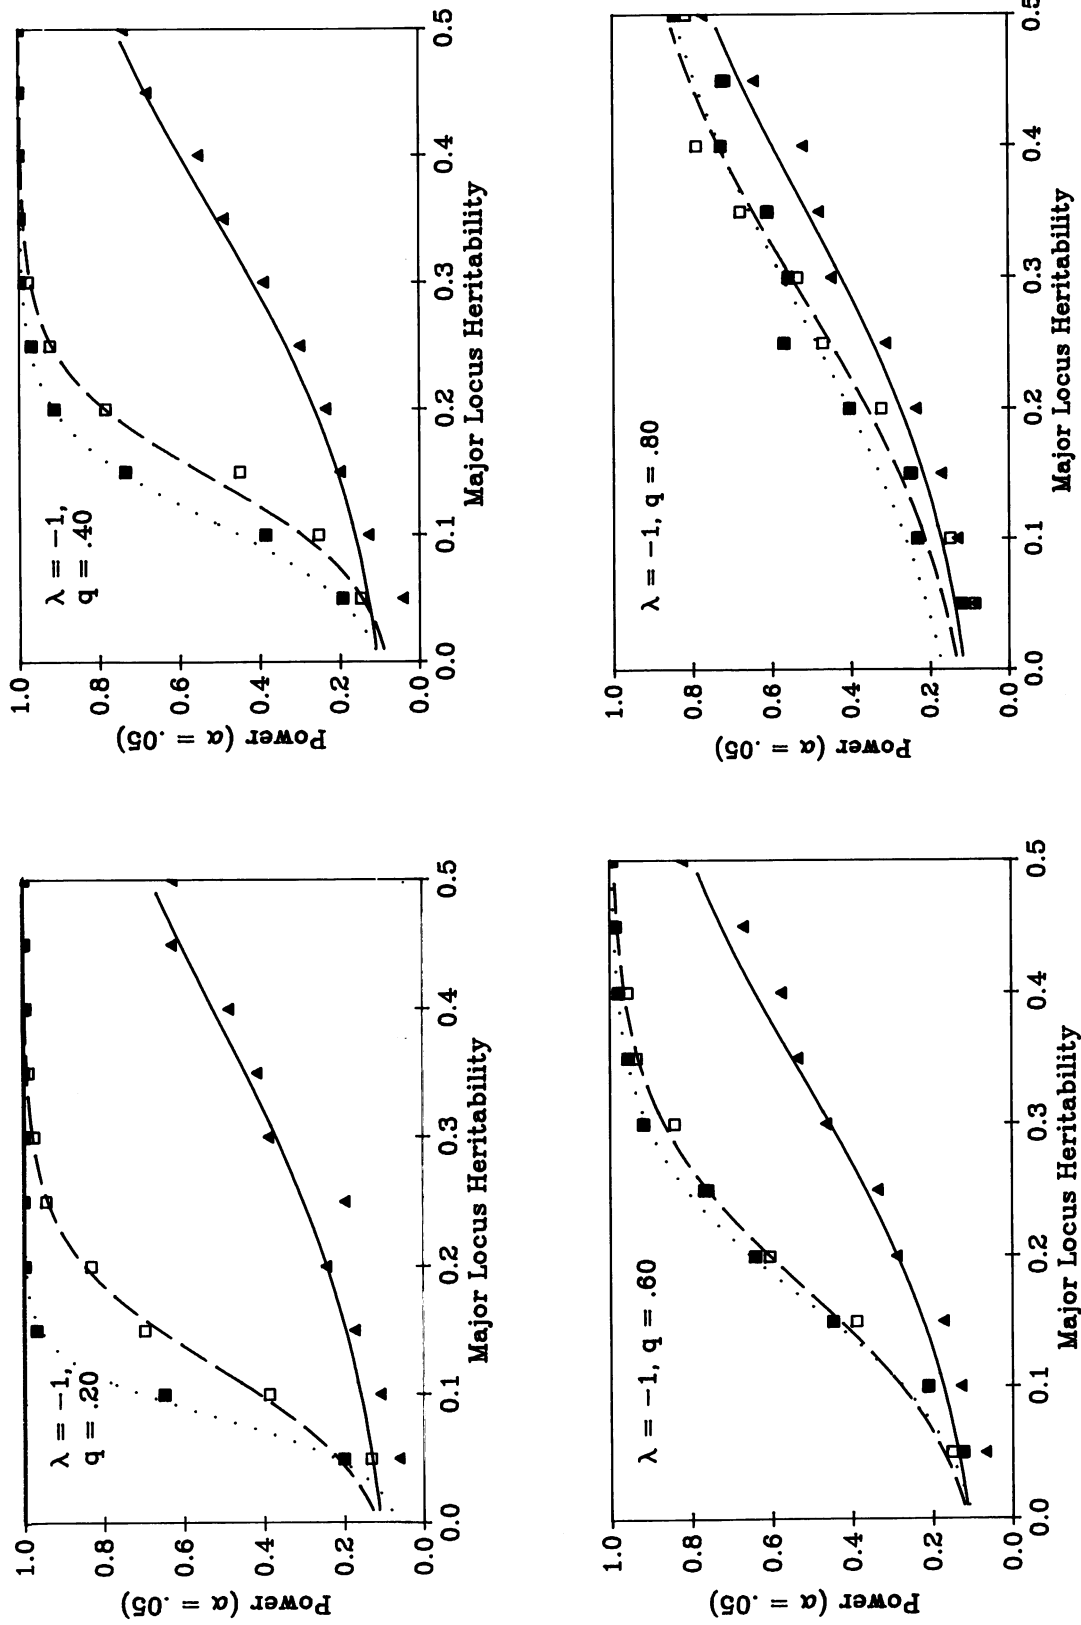 λ = −1,
q = .20
Power (α = .05)
1.0
0.8
0.6
0.4
0.2
0.0
0.0 0.1 0.2 0.3 0.4 0.5
Major Locus Heritability
λ = −1,
q = .40
Power (α = .05)
1.0
0.8
0.6
0.4
0.2
0.0
0.0 0.1 0.2 0.3 0.4 0.5
Major Locus Heritability
λ = −1, q = .60
Power (α = .05)
1.0
0.8
0.6
0.4
0.2
0.0
0.0 0.1 0.2 0.3 0.4 0.5
Major Locus Heritability
λ = −1, q = .80
Power (α = .05)
1.0
0.8
0.6
0.4
0.2
0.0
0.0 0.1 0.2 0.3 0.4 0.5
Major Locus Heritability